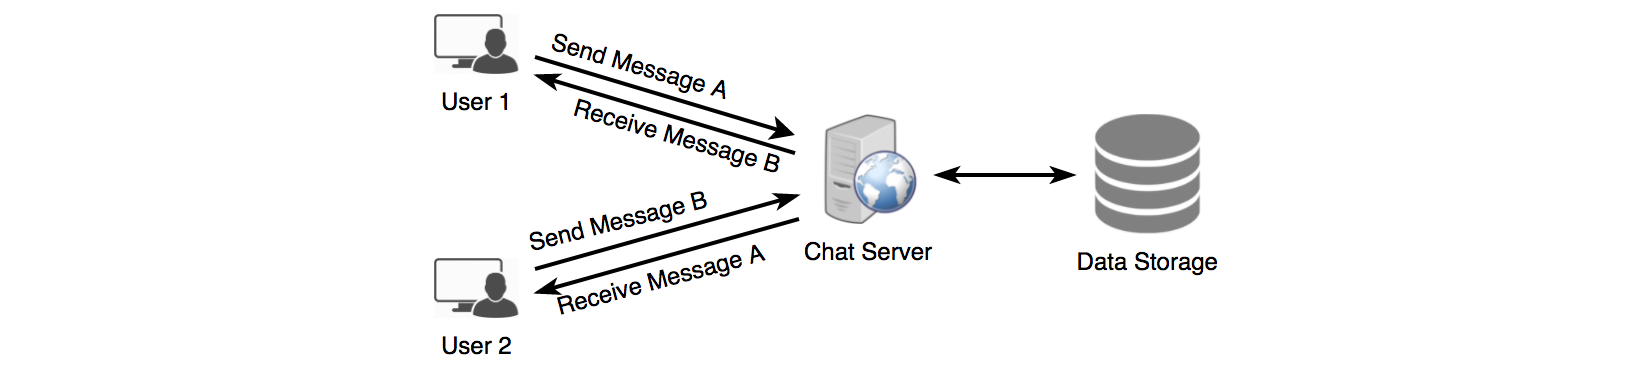 Send Message A
User 1
Receive Message B
Send Message B
Chat Server
Receive Message A
Data Storage
User 2